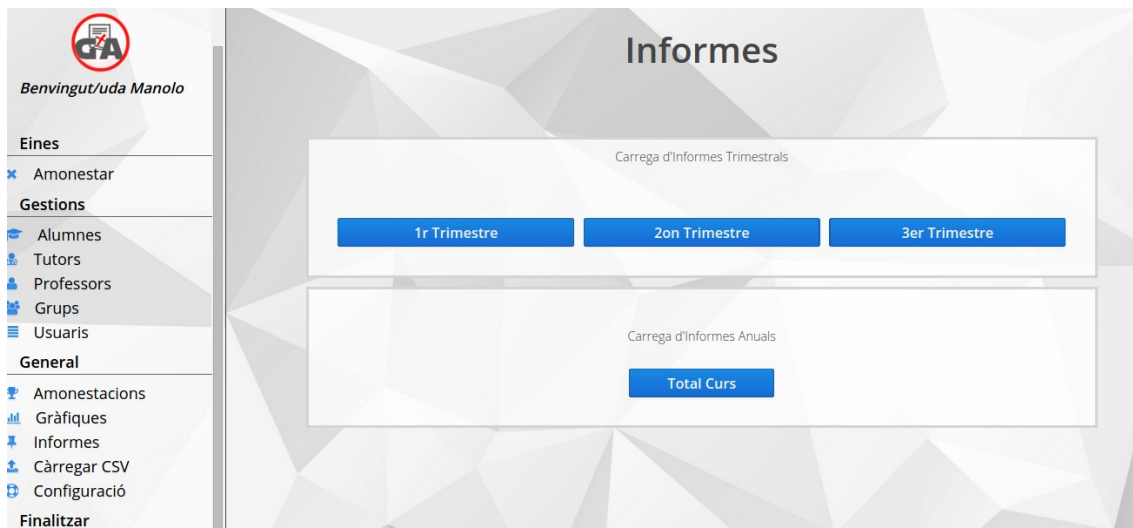 GA
Benvingut/uda Manolo
Eines
Amonestar
Gestions
Alumnes
Tutors
Professors
Grups
Usuaris
General
Amonestacions
Gràfiques
Informes
Càrregar CSV
Configuració
Finalitzar
Informes
Carrega d'Informes Trimestrals
1r Trimestre
2on Trimestre
3er Trimestre
Carrega d'Informes Anuals
Total Curs